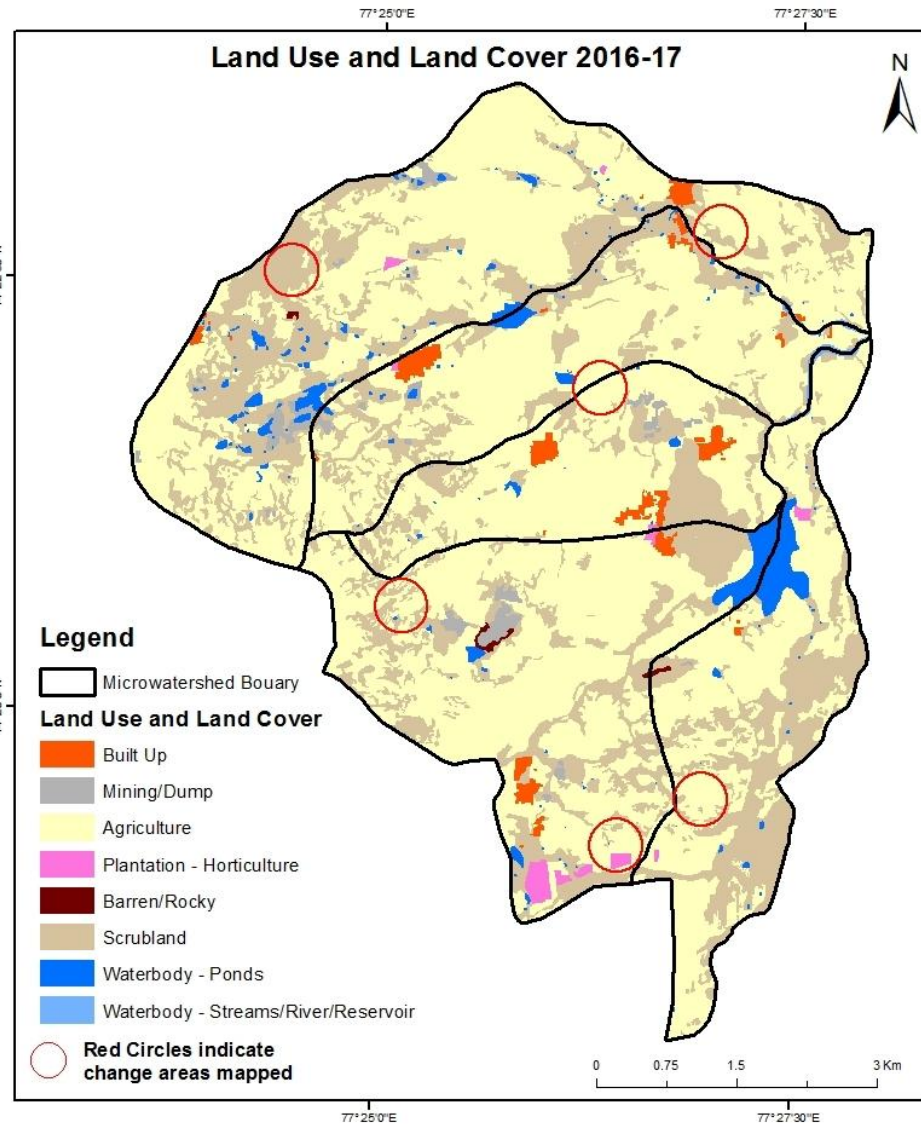 77°25'0"E 77°27'30"E
Land Use and Land Cover 2016-17
N
Legend
Microwatershed Bouary
Land Use and Land Cover
Built Up
Mining/Dump
Agriculture
Plantation - Horticulture
Barren/Rocky
Scrubland
Waterbody - Ponds
Waterbody - Streams/River/Reservoir
Red Circles indicate
change areas mapped
0 0.75 1.5 3 Km
77°25'0"E 77°27'30"E